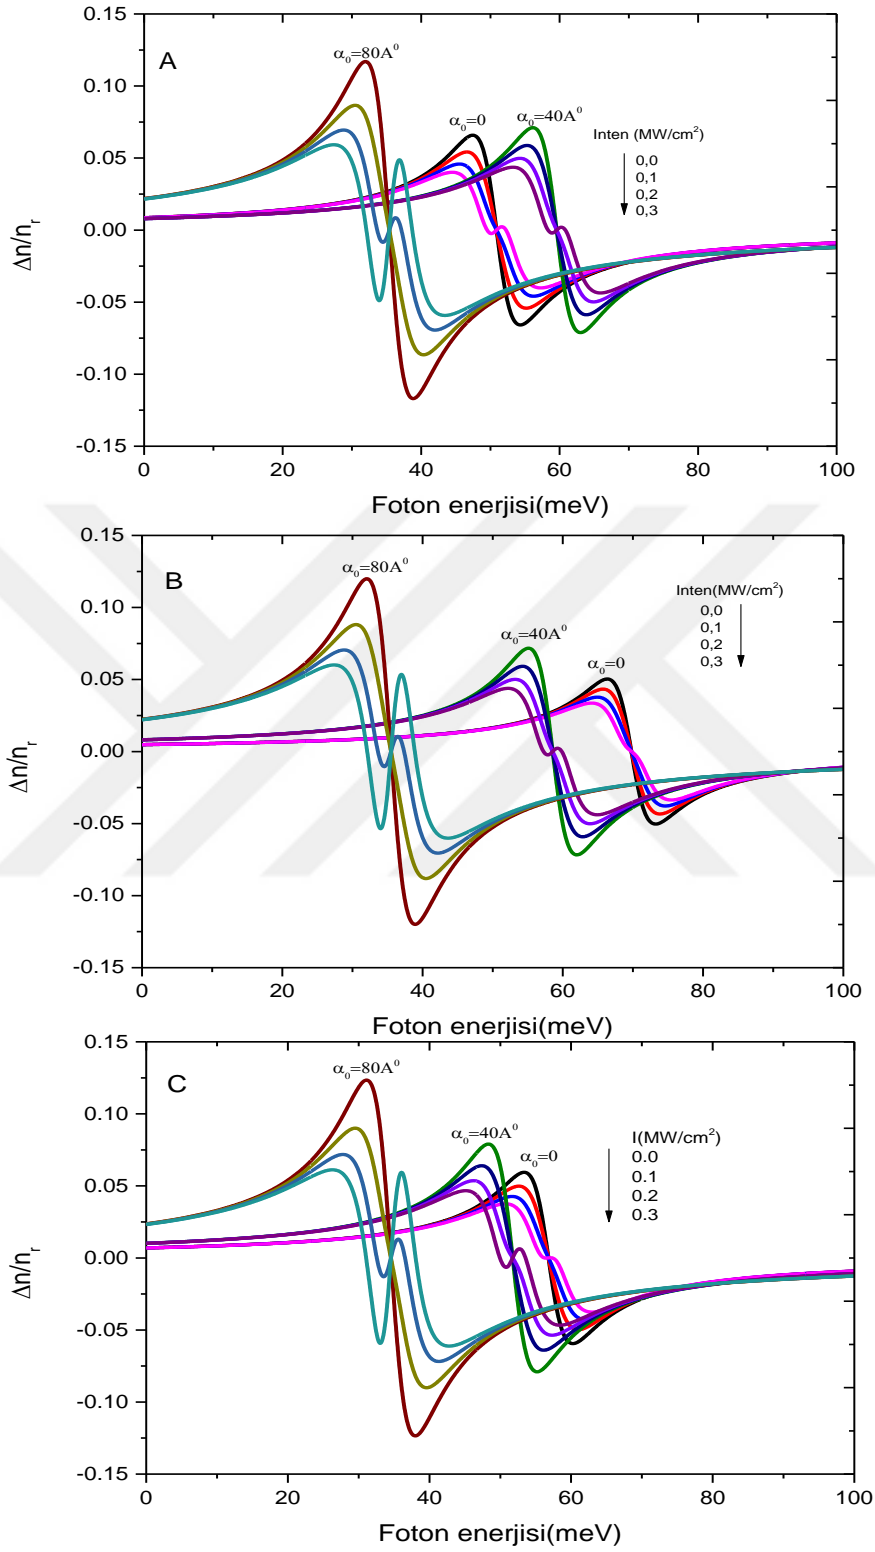 A
α₀=80A⁰
α₀=0
α₀=40A⁰
Inten (MW/cm²)
0,0
0,1
0,2
0,3
0.15
0.10
0.05
0.00
-0.05
-0.10
-0.15
Δn/nᵣ
0 20 40 60 80 100
Foton enerjisi(meV)
B
α₀=80A⁰
α₀=40A⁰
α₀=0
Inten(MW/cm²)
0,0
0,1
0,2
0,3
0.15
0.10
0.05
0.00
-0.05
-0.10
-0.15
Δn/nᵣ
0 20 40 60 80 100
Foton enerjisi(meV)
C
α₀=80A⁰
α₀=40A⁰
α₀=0
I(MW/cm²)
0.0
0.1
0.2
0.3
0.15
0.10
0.05
0.00
-0.05
-0.10
-0.15
Δn/nᵣ
0 20 40 60 80 100
Foton enerjisi(meV)